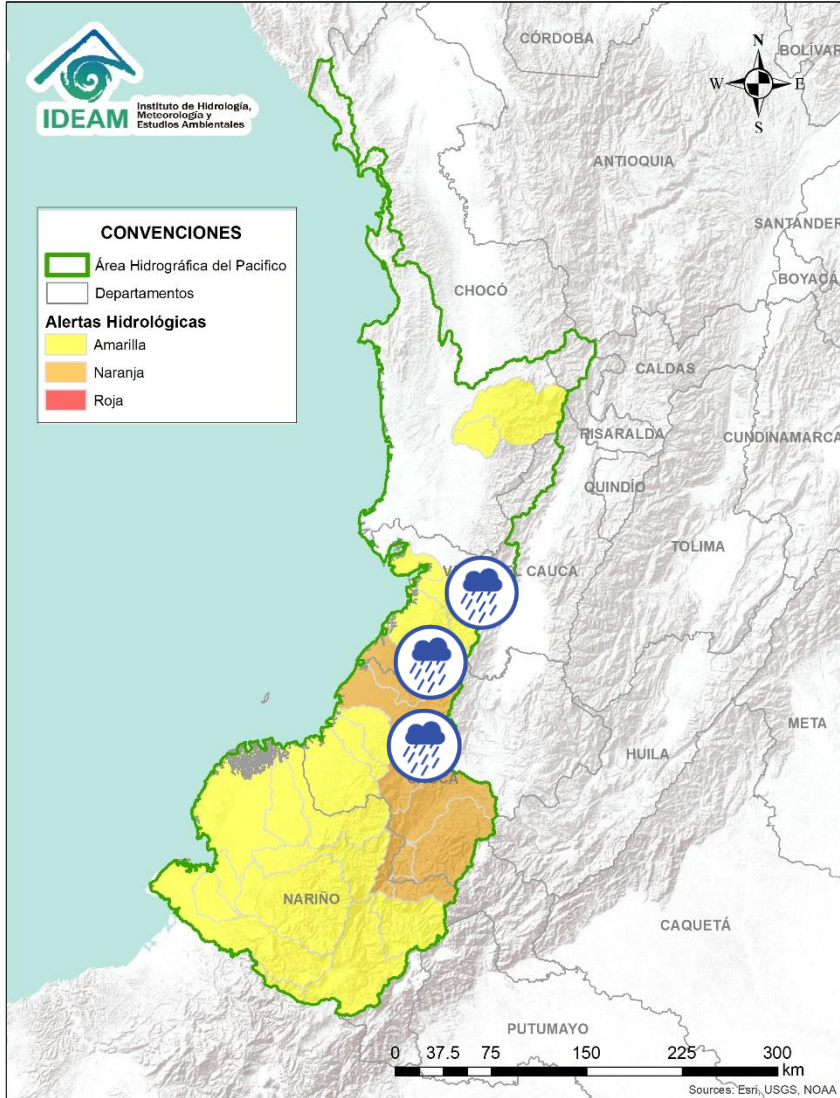 IDEAM
Instituto de Hidrología,
Meteorología y
Estudios Ambientales
CÓRDOBA
BOLÍVAR
N
W
E
S
ANTIOQUIA
SANTANDER
BOYACÁ
CONVENCIONES
Área Hidrográfica del Pacifico
Departamentos
Alertas Hidrológicas
Amarilla
Naranja
Roja
CHOCÓ
CALDAS
RISARALDA
CUNDINAMARCA
QUINDÍO
TOLIMA
EL CAUCA
META
HUILA
NARIÑO
CAQUETÁ
PUTUMAYO
0 37.5 75 150 225 300
km
Sources: Esri, USGS, NOAA